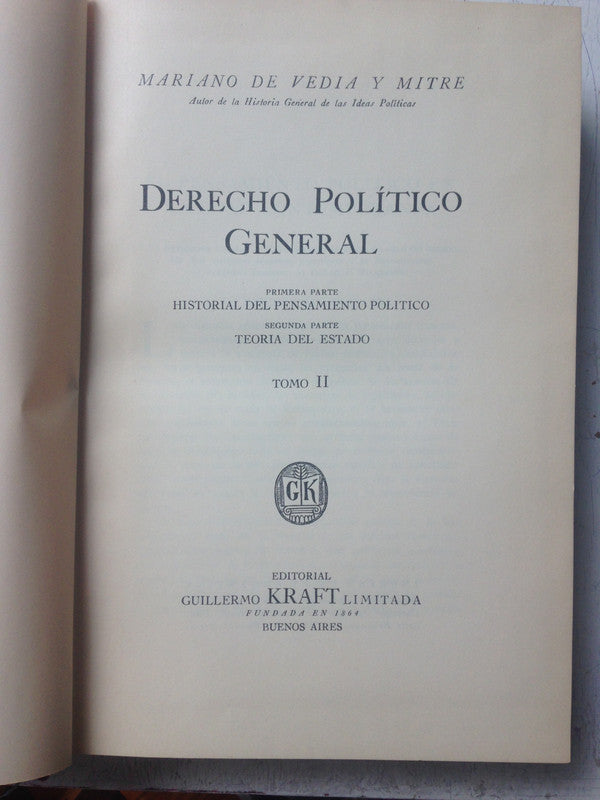 MARIANO DE VEDIA Y MITRE
Autor de la Historia General de las Ideas Políticas
DERECHO POLÍTICO
GENERAL
PRIMERA PARTE
HISTORIAL DEL PENSAMIENTO POLITICO
SEGUNDA PARTE
TEORIA DEL ESTADO
TOMO II
GK
EDITORIAL
GUILLERMO KRAFT LIMITADA
FUNDADA EN 1864
BUENOS AIRES